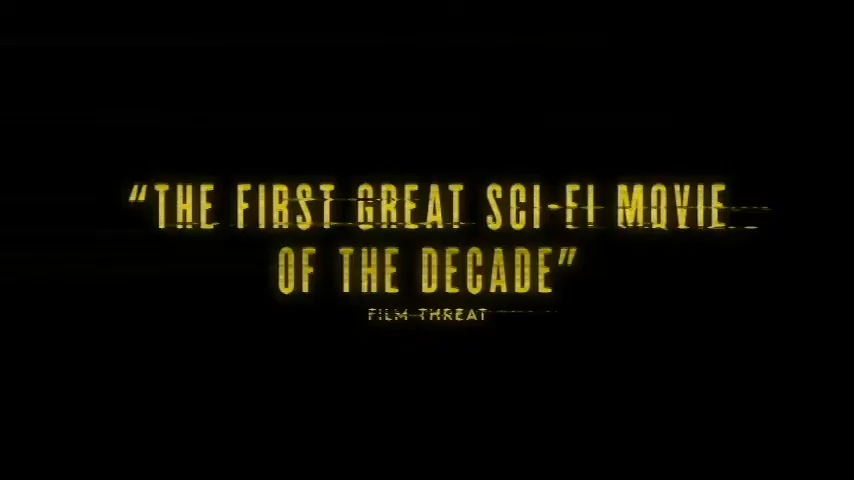 “THE FIRST GREAT SCI-FI MOVIE
OF THE DECADE”
FILM THREAT